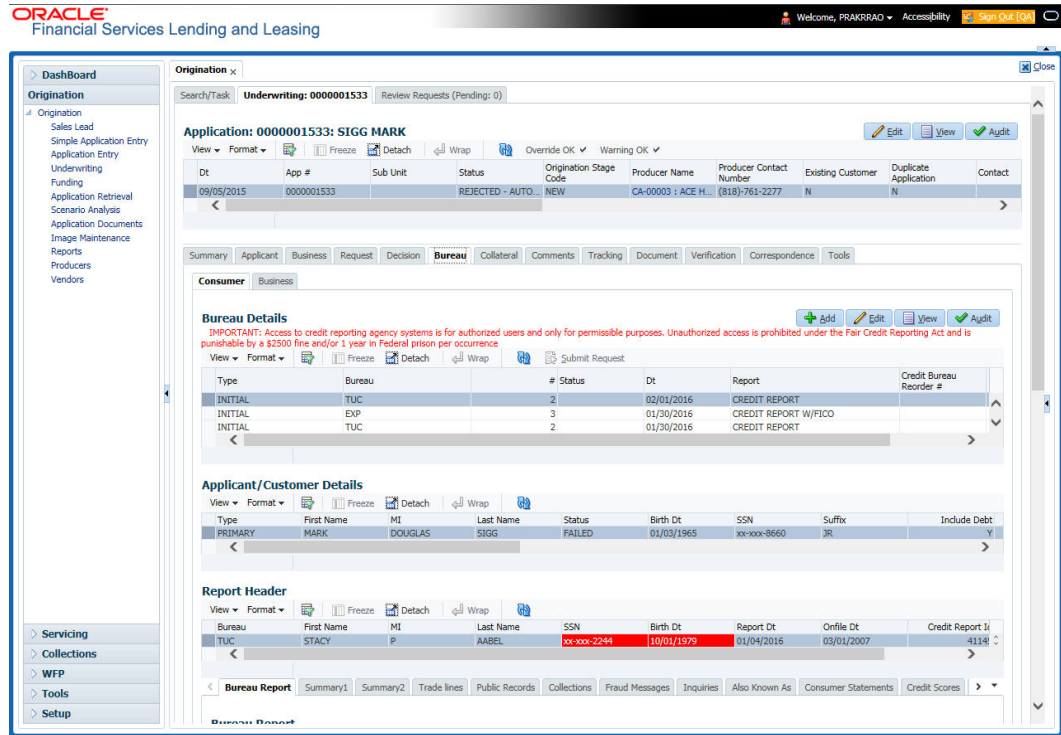 ORACLE
Financial Services Lending and Leasing
Welcome, PRAKRRAO Accessibility Sign Out [QA]
Close
DashBoard
Origination
Origination
Sales Lead
Simple Application Entry
Application Entry
Underwriting
Funding
Application Retrieval
Scenario Analysis
Application Documents
Image Maintenance
Reports
Producers
Vendors
Servicing
Collections
WFP
Tools
Setup
Origination x
Search/Task Underwriting: 0000001533 Review Requests (Pending: 0)
Application: 0000001533: SIGG MARK
Edit View Audit
View Format Freeze Detach Wrap Override OK Warning OK
Dt App # Sub Unit Status Origination Stage Code Producer Name Producer Contact Number Existing Customer Duplicate Application Contact
09/05/2015 0000001533 REJECTED - AUTO... NEW CA-00003 : ACE H... (818)-761-2277 N N
Summary Applicant Business Request Decision Bureau Collateral Comments Tracking Document Verification Correspondence Tools
Consumer Business
Bureau Details
Add Edit View Audit
IMPORTANT: Access to credit reporting agency systems is for authorized users and only for permissible purposes. Unauthorized access is prohibited under the Fair Credit Reporting Act and is
punishable by a $2500 fine and/or 1 year in Federal prison per occurrence
View Format Freeze Detach Wrap Submit Request
Type Bureau # Status Dt Report Credit Bureau Reorder #
INITIAL TUC 2 02/01/2016 CREDIT REPORT
INITIAL EXP 3 01/30/2016 CREDIT REPORT W/FICO
INITIAL TUC 2 01/30/2016 CREDIT REPORT
Applicant/Customer Details
View Format Freeze Detach Wrap
Type First Name MI Last Name Status Birth Dt SSN Suffix Include Debt
PRIMARY MARK DOUGLAS SIGG FAILED 01/03/1965 xx-xxx-8660 JR Y
Report Header
View Format Freeze Detach Wrap
Bureau First Name MI Last Name SSN Birth Dt Report Dt Onfile Dt Credit Report Id
TUC STACY P AABEL xx-xxx-2244 10/01/1979 01/04/2016 03/01/2007 4114
Bureau Report Summary1 Summary2 Trade lines Public Records Collections Fraud Messages Inquiries Also Known As Consumer Statements Credit Scores
Bureau Report